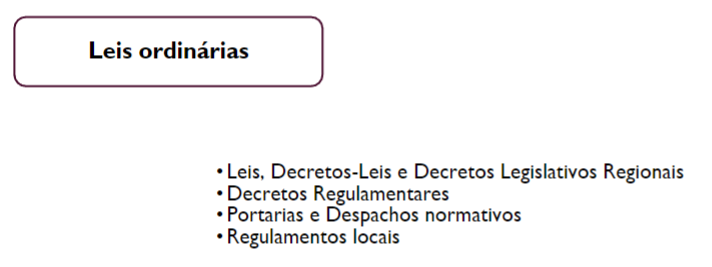 Leis ordinárias
• Leis, Decretos-Leis e Decretos Legislativos Regionais
• Decretos Regulamentares
• Portarias e Despachos normativos
• Regulamentos locais